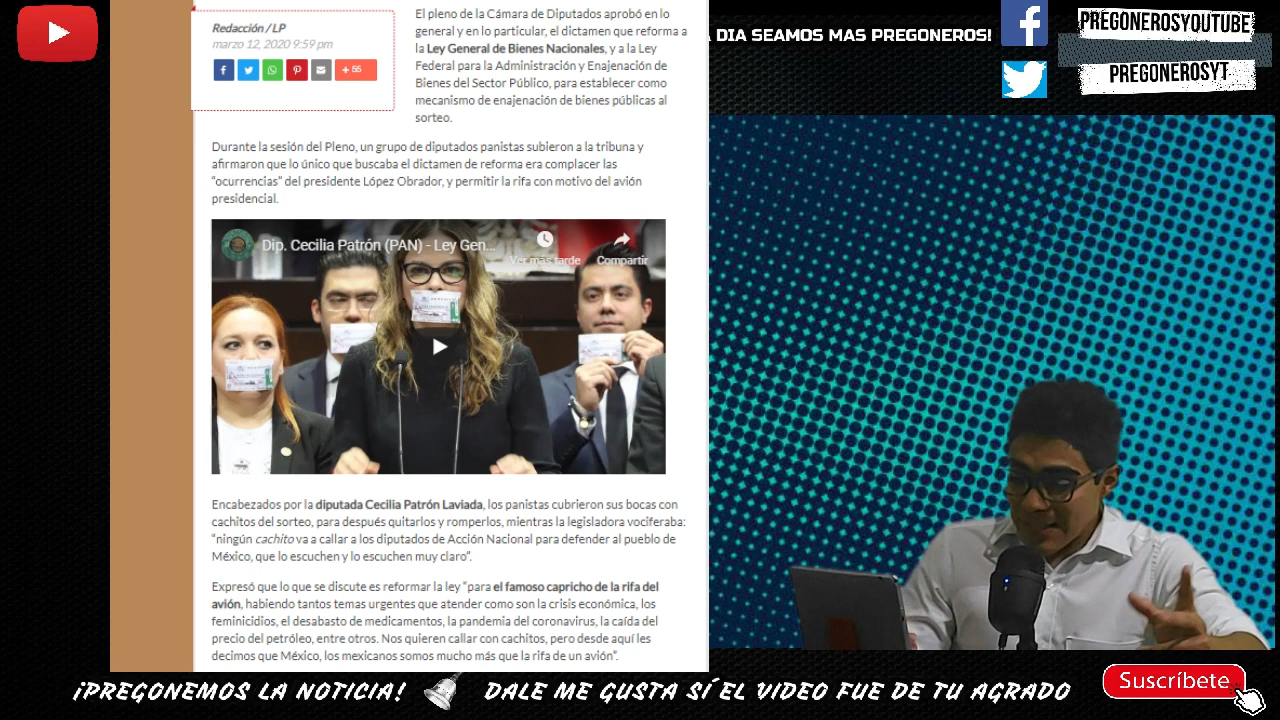 Redacción / LP
marzo 12, 2020 9:59 pm
+ 55
El pleno de la Cámara de Diputados aprobó en lo
general y en lo particular, el dictamen que reforma a
la Ley General de Bienes Nacionales, y a la Ley
Federal para la Administración y Enajenación de
Bienes del Sector Público, para establecer como
mecanismo de enajenación de bienes públicas al
sorteo.
DIA SEAMOS MAS PREGONEROS!
PREGONEROSYOUTUBE
PREGONEROSYT
Durante la sesión del Pleno, un grupo de diputados panistas subieron a la tribuna y
afirmaron que lo único que buscaba el dictamen de reforma era complacer las
“ocurrencias” del presidente López Obrador, y permitir la rifa con motivo del avión
presidencial.
Dip. Cecilia Patrón (PAN) - Ley Gen...
Ver más tarde
Compartir
Encabezados por la diputada Cecilia Patrón Laviada, los panistas cubrieron sus bocas con
cachitos del sorteo, para después quitarlos y romperlos, mientras la legisladora vociferaba:
“ningún cachito va a callar a los diputados de Acción Nacional para defender al pueblo de
México, que lo escuchen y lo escuchen muy claro”.
Expresó que lo que se discute es reformar la ley “para el famoso capricho de la rifa del
avión, habiendo tantos temas urgentes que atender como son la crisis económica, los
feminicidios, el desabasto de medicamentos, la pandemia del coronavirus, la caída del
precio del petróleo, entre otros. Nos quieren callar con cachitos, pero desde aquí les
decimos que México, los mexicanos somos mucho más que la rifa de un avión”.
¡PREGONEMOS LA NOTICIA!
DALE ME GUSTA SÍ EL VIDEO FUE DE TU AGRADO
Suscríbete